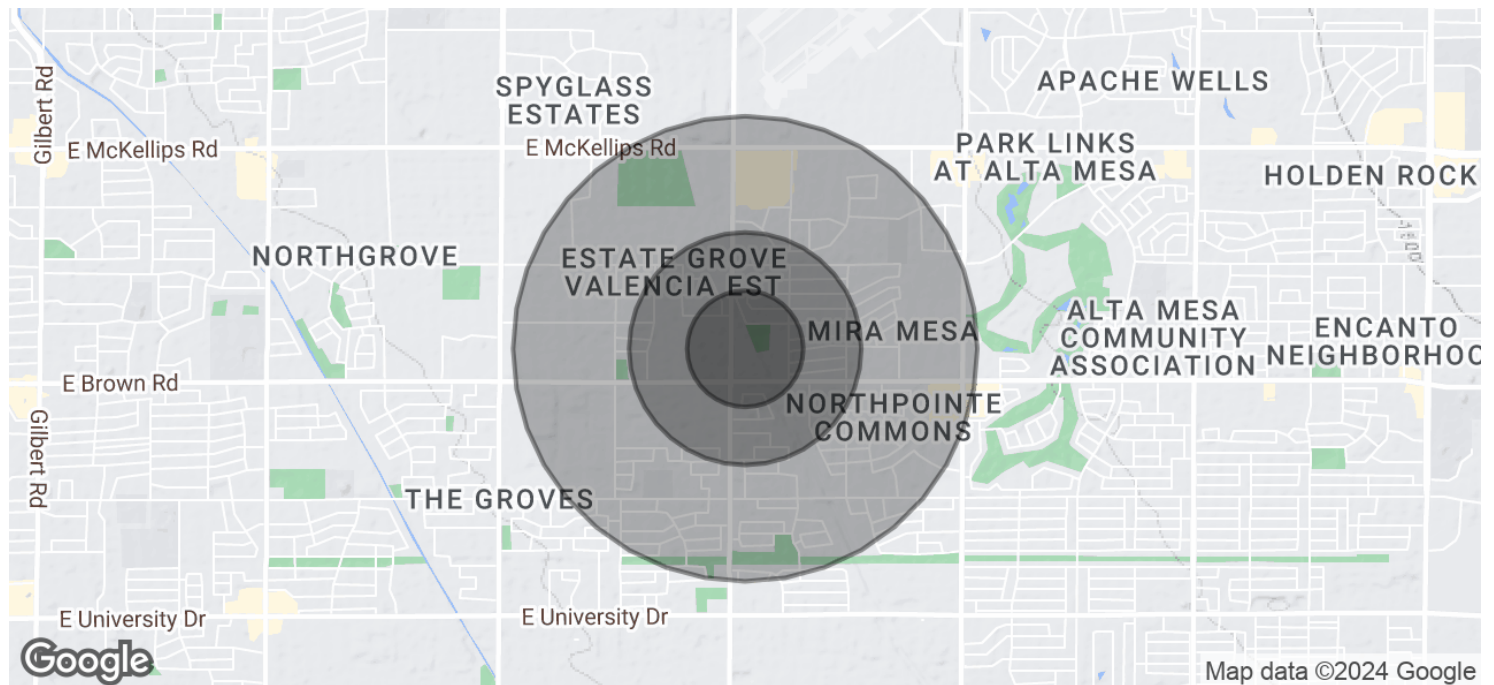 SPYGLASS
ESTATES
APACHE WELLS
Gilbert Rd
E McKellips Rd
E McKellips Rd
PARK LINKS
AT ALTA MESA
HOLDEN ROCK
NORTHGROVE
ESTATE GROVE
VALENCIA EST
MIRA MESA
ALTA MESA
COMMUNITY
ASSOCIATION
ENCANTO
NEIGHBORHOO
E Brown Rd
NORTHPOINTE
COMMONS
Gilbert Rd
THE GROVES
E University Dr
E University Dr
Google
Map data ©2024 Google